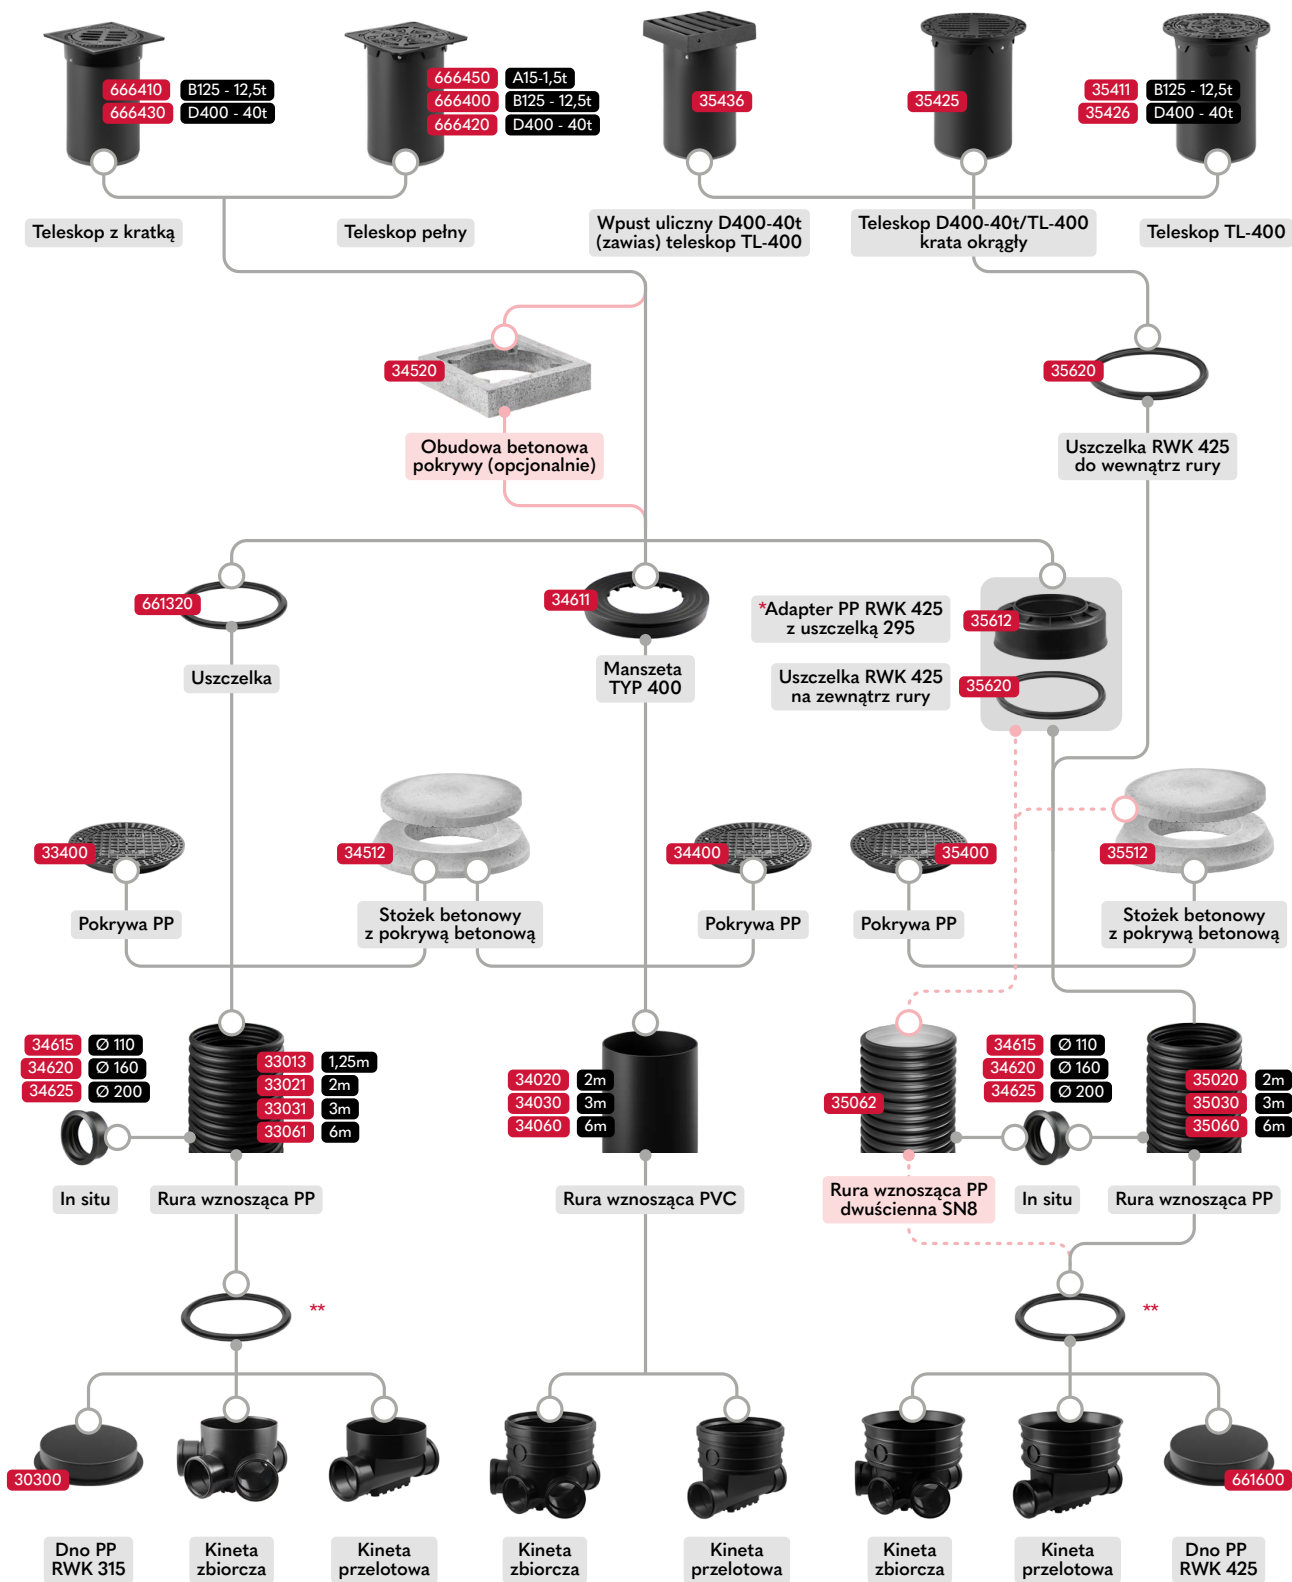 666410 B125 - 12,5t
666430 D400 - 40t
666450 A15-1,5t
666400 B125 - 12,5t
666420 D400 - 40t
35436
35425
35411 B125 - 12,5t
35426 D400 - 40t
Teleskop z kratką
Teleskop pełny
Wpust uliczny D400-40t
(zawias) teleskop TL-400
Teleskop D400-40t/TL-400
krata okrągły
Teleskop TL-400
34520
Obudowa betonowa
pokrywy (opcjonalnie)
35620
Uszczelka RWK 425
do wewnątrz rury
661320
Uszczelka
34611
Manszeta
TYP 400
*Adapter PP RWK 425
z uszczelką 295
35612
Uszczelka RWK 425
na zewnątrz rury
35620
33400
Pokrywa PP
34512
Stożek betonowy
z pokrywą betonową
34400
Pokrywa PP
35400
Pokrywa PP
35512
Stożek betonowy
z pokrywą betonową
34615 Ø 110
34620 Ø 160
34625 Ø 200
In situ
33013 1,25m
33021 2m
33031 3m
33061 6m
Rura wznosząca PP
34020 2m
34030 3m
34060 6m
Rura wznosząca PVC
35062
Rura wznosząca PP
dwuścienna SN8
34615 Ø 110
34620 Ø 160
34625 Ø 200
In situ
35020 2m
35030 3m
35060 6m
Rura wznosząca PP
**
**
30300
661600
Dno PP
RWK 315
Kineta
zbiorcza
Kineta
przelotowa
Kineta
zbiorcza
Kineta
przelotowa
Kineta
zbiorcza
Kineta
przelotowa
Dno PP
RWK 425